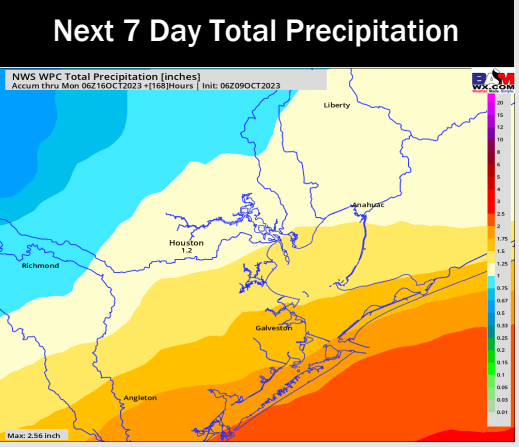 Next 7 Day Total Precipitation
NWS WPC Total Precipitation [inches]
Accum thru Mon 06Z16OCT2023 +[168]Hours | Init: 06Z09OCT2023
BAM
WX.COM
Liberty
20
15
12
10
8
6
5
4
3
2.5
2
1.75
1.5
1.25
1
0.75
0.67
0.5
0.33
0.25
0.2
0.15
0.1
0.05
0.03
0.01
Anahuac
Houston
1.2
Richmond
Galveston
Angleton
Max: 2.56 inch